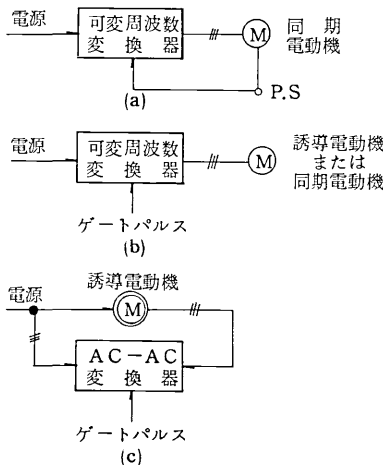 電源
可変周波数
変換器
M
同期
電動機
P.S
(a)
電源
可変周波数
変換器
M
誘導電動機
または
同期電動機
ゲートパルス
(b)
誘導電動機
電源
M
AC-AC
変換器
ゲートパルス
(c)